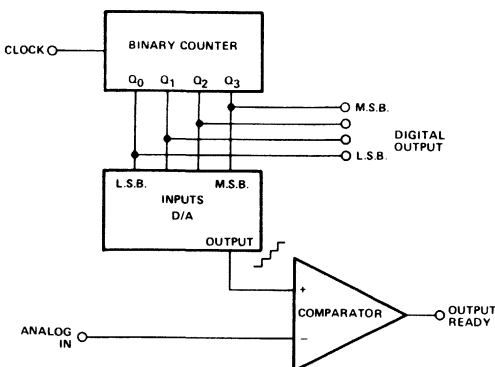 BINARY COUNTER
CLOCK
Q0 Q1 Q2 Q3
M.S.B.
DIGITAL
OUTPUT
L.S.B.
L.S.B. M.S.B.
INPUTS
D/A
OUTPUT
+
COMPARATOR
OUTPUT
READY
ANALOG
IN
−